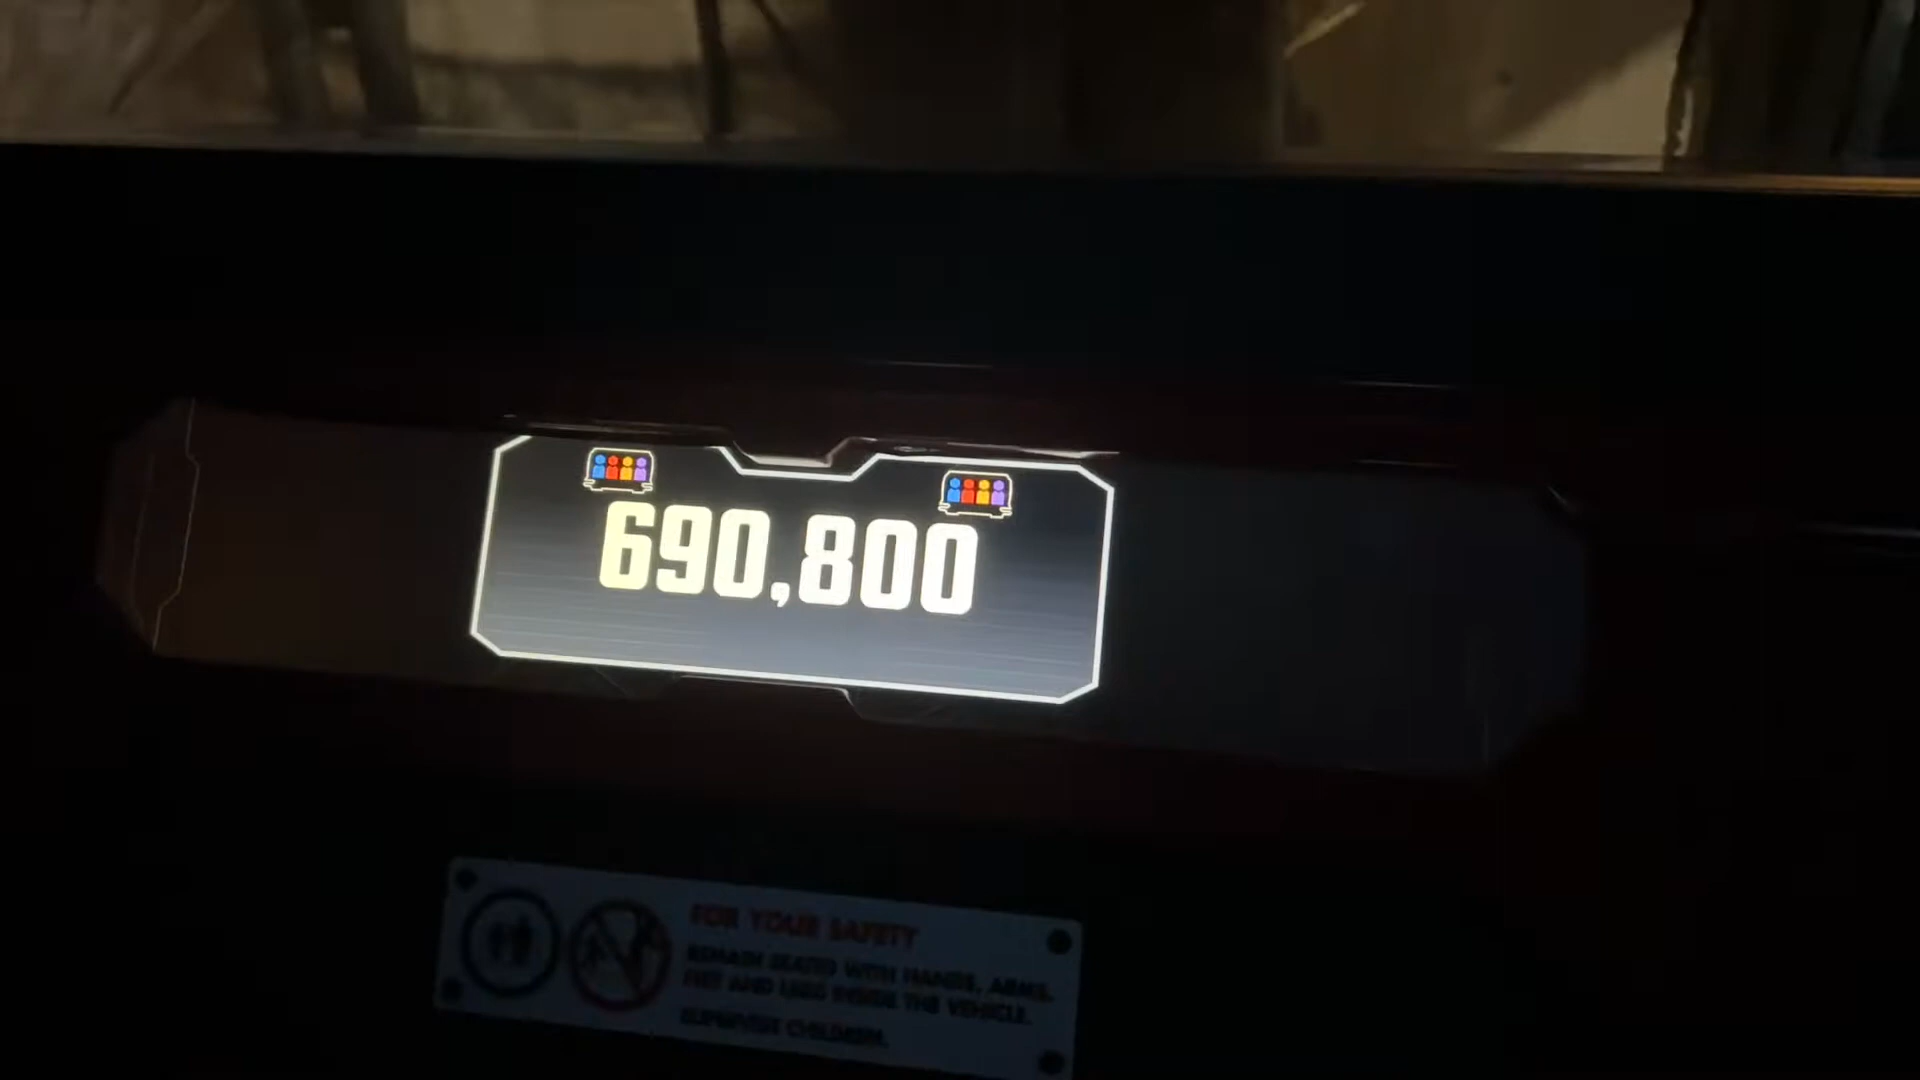 690,800
FOR YOUR SAFETY
REMAIN SEATED WITH HANDS, ARMS,
FEET AND LEGS INSIDE THE VEHICLE.
SUPERVISE CHILDREN.